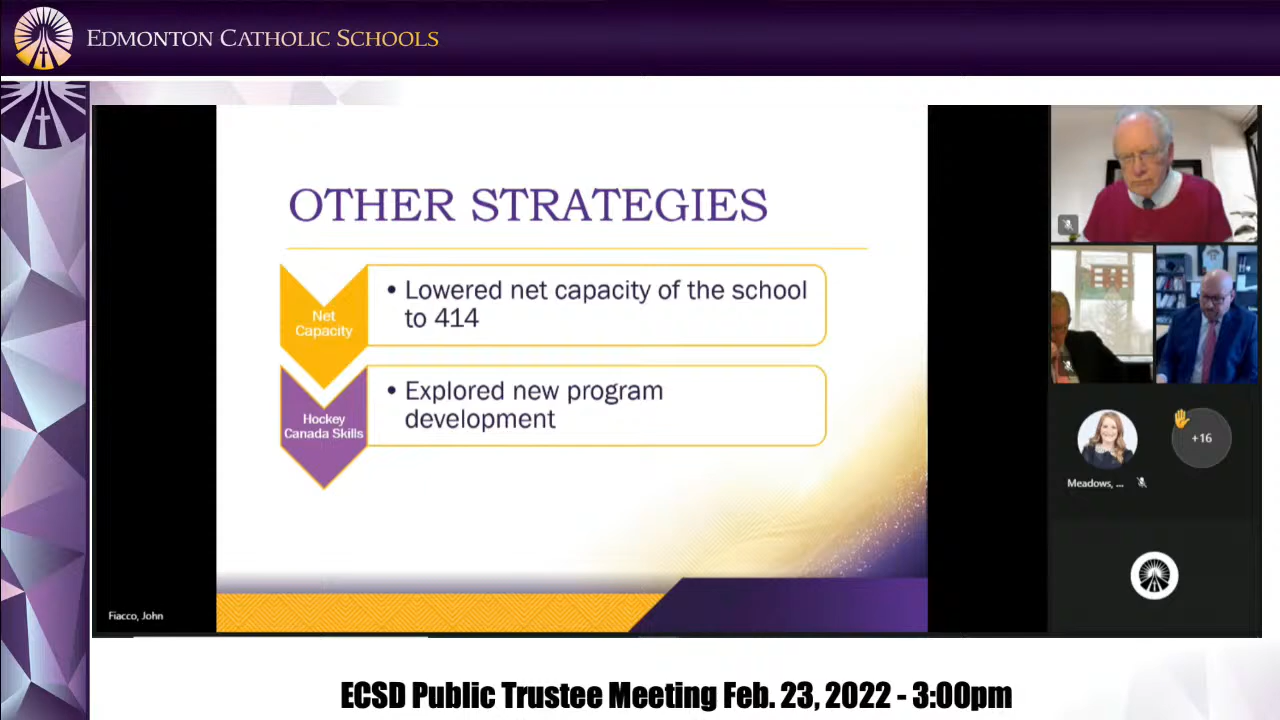 EDMONTON CATHOLIC SCHOOLS
OTHER STRATEGIES
Net
Capacity
• Lowered net capacity of the school
to 414
Hockey
Canada Skills
• Explored new program
development
Meadows, ...
+16
Fiacco, John
ECSD Public Trustee Meeting Feb. 23, 2022 - 3:00pm